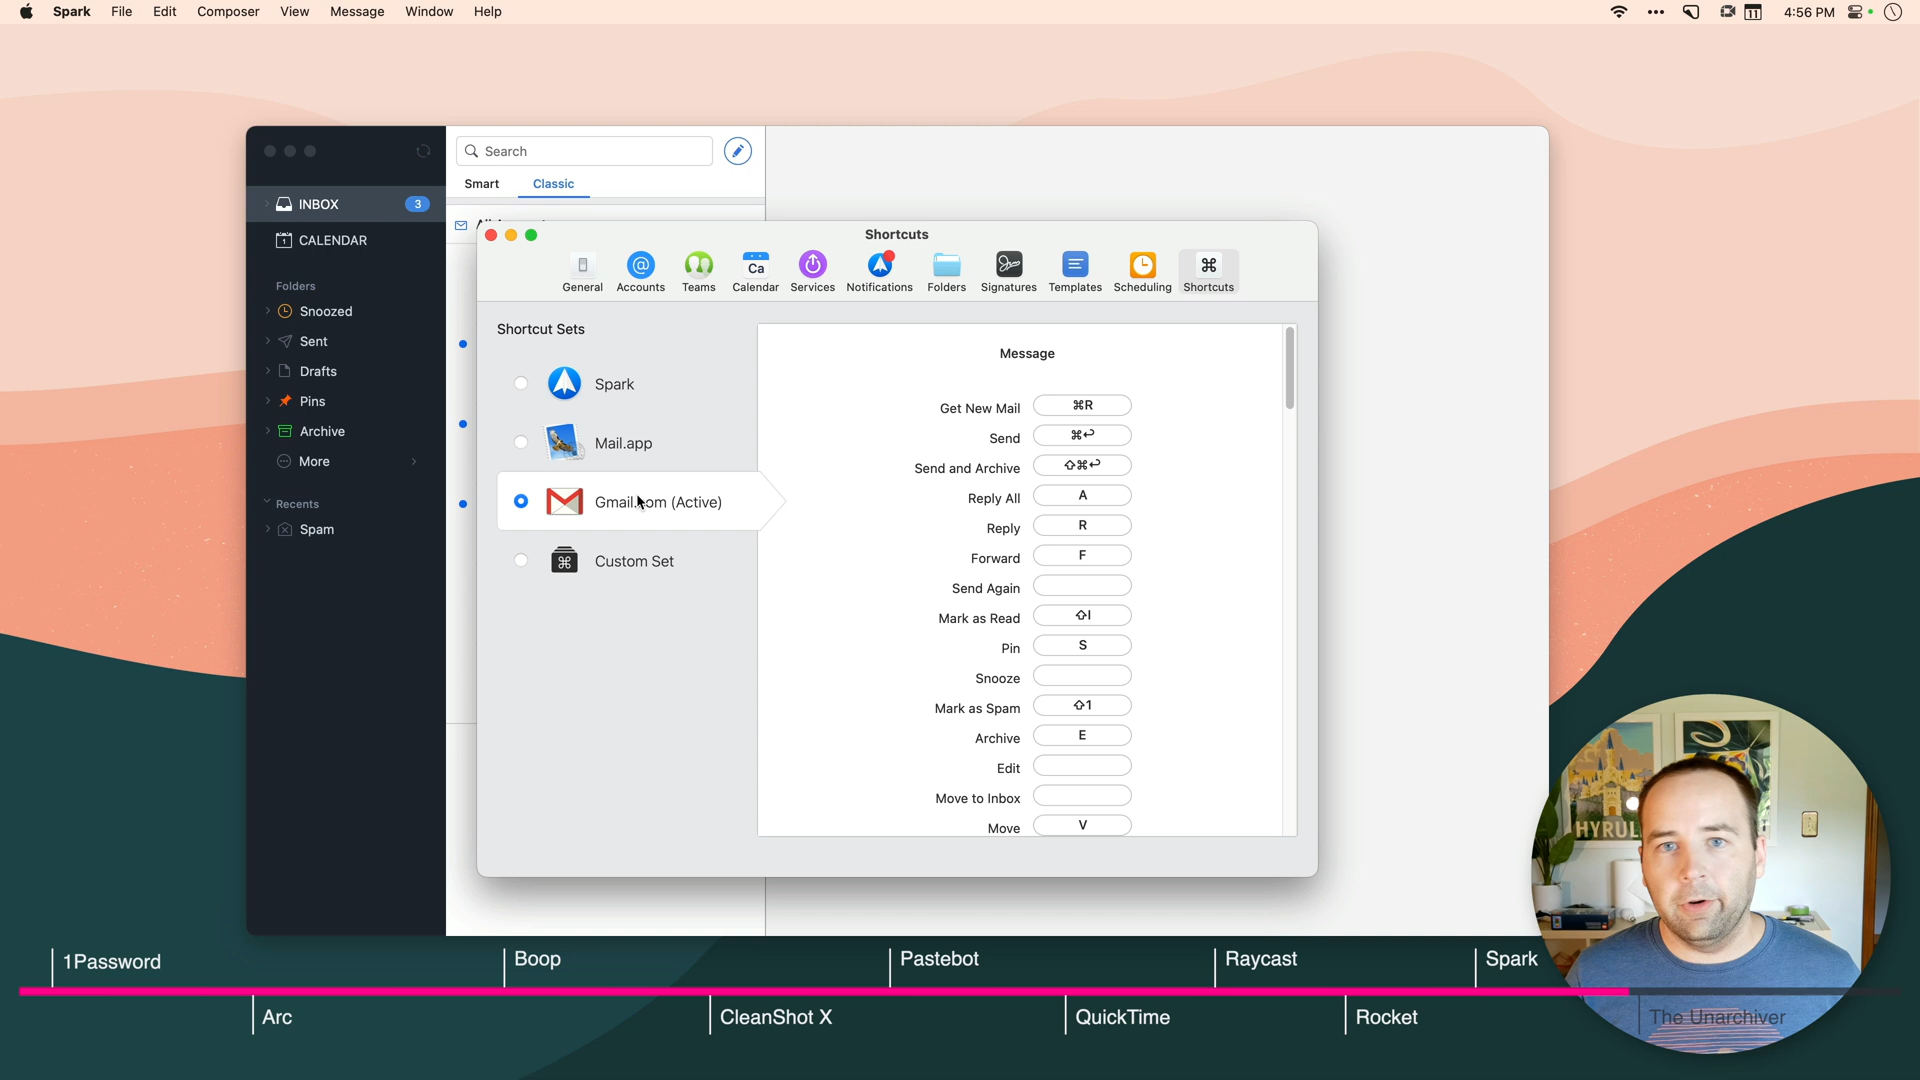 Spark File Edit Composer View Message Window Help
11 4:56 PM
Search
Smart Classic
INBOX 3
CALENDAR
Folders
Snoozed
Sent
Drafts
Pins
Archive
More
Recents
Spam
Shortcuts
General Accounts Teams Calendar Services Notifications Folders Signatures Templates Scheduling Shortcuts
Shortcut Sets
Spark
Mail.app
Gmail.com (Active)
Custom Set
Message
Get New Mail ⌘R
Send ⌘↩
Send and Archive ⇧⌘↩
Reply All A
Reply R
Forward F
Send Again
Mark as Read ⇧I
Pin S
Snooze
Mark as Spam ⇧1
Archive E
Edit
Move to Inbox
Move V
HYRUL
1Password
Boop
Pastebot
Raycast
Spark
Arc
CleanShot X
QuickTime
Rocket
The Unarchiver